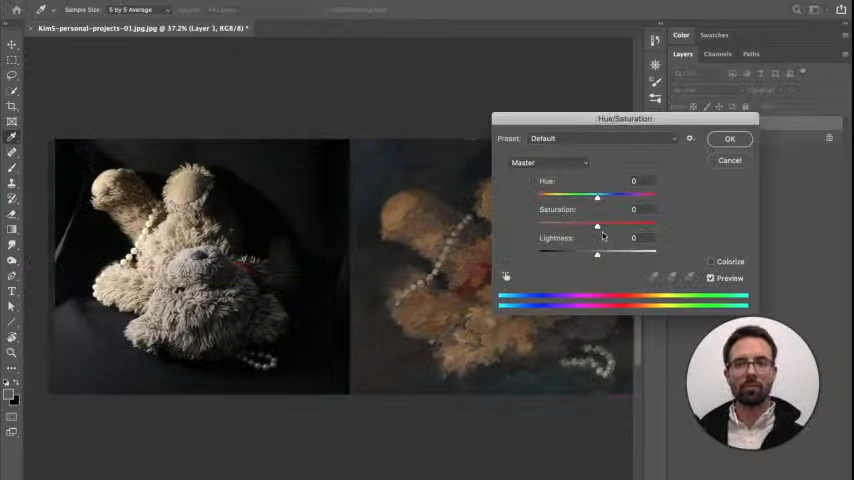 Sample Size: 5 by 5 Average
KimS-personal-projects-01.jpg.jpg @ 37.2% (Layer 1, RGB/8) *
Color Swatches
Layers Channels Paths
Hue/Saturation
Preset: Default
OK
Cancel
Master
Hue: 0
Saturation: 0
Lightness: 0
Colorize
Preview